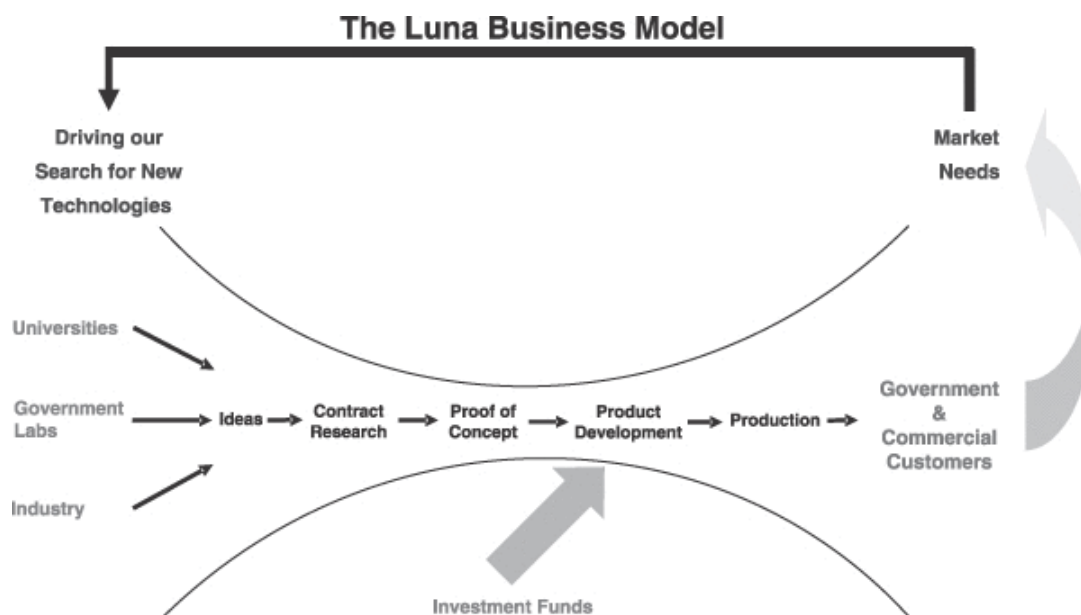 The Luna Business Model
Driving our
Search for New
Technologies
Market
Needs
Universities
Government
Labs
Industry
Ideas
Contract
Research
Proof of
Concept
Product
Development
Production
Government
&
Commercial
Customers
Investment Funds